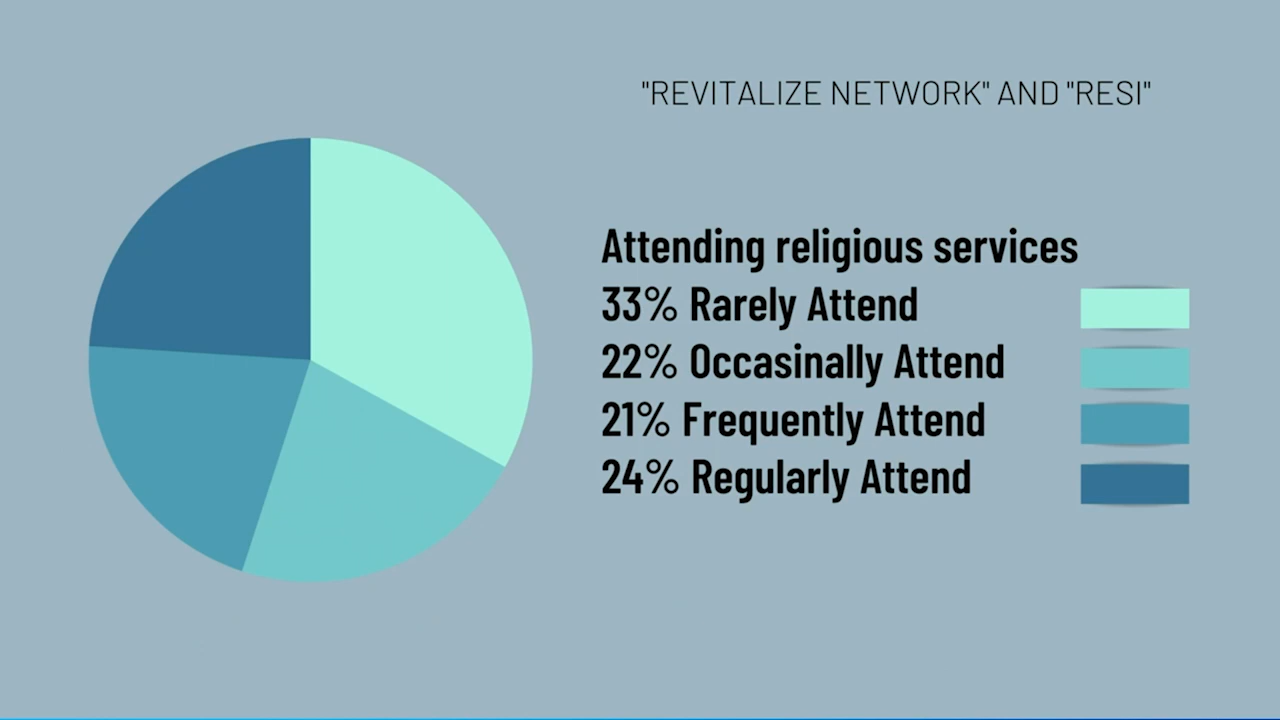 "REVITALIZE NETWORK" AND "RESI"
Attending religious services
33% Rarely Attend
22% Occasinally Attend
21% Frequently Attend
24% Regularly Attend